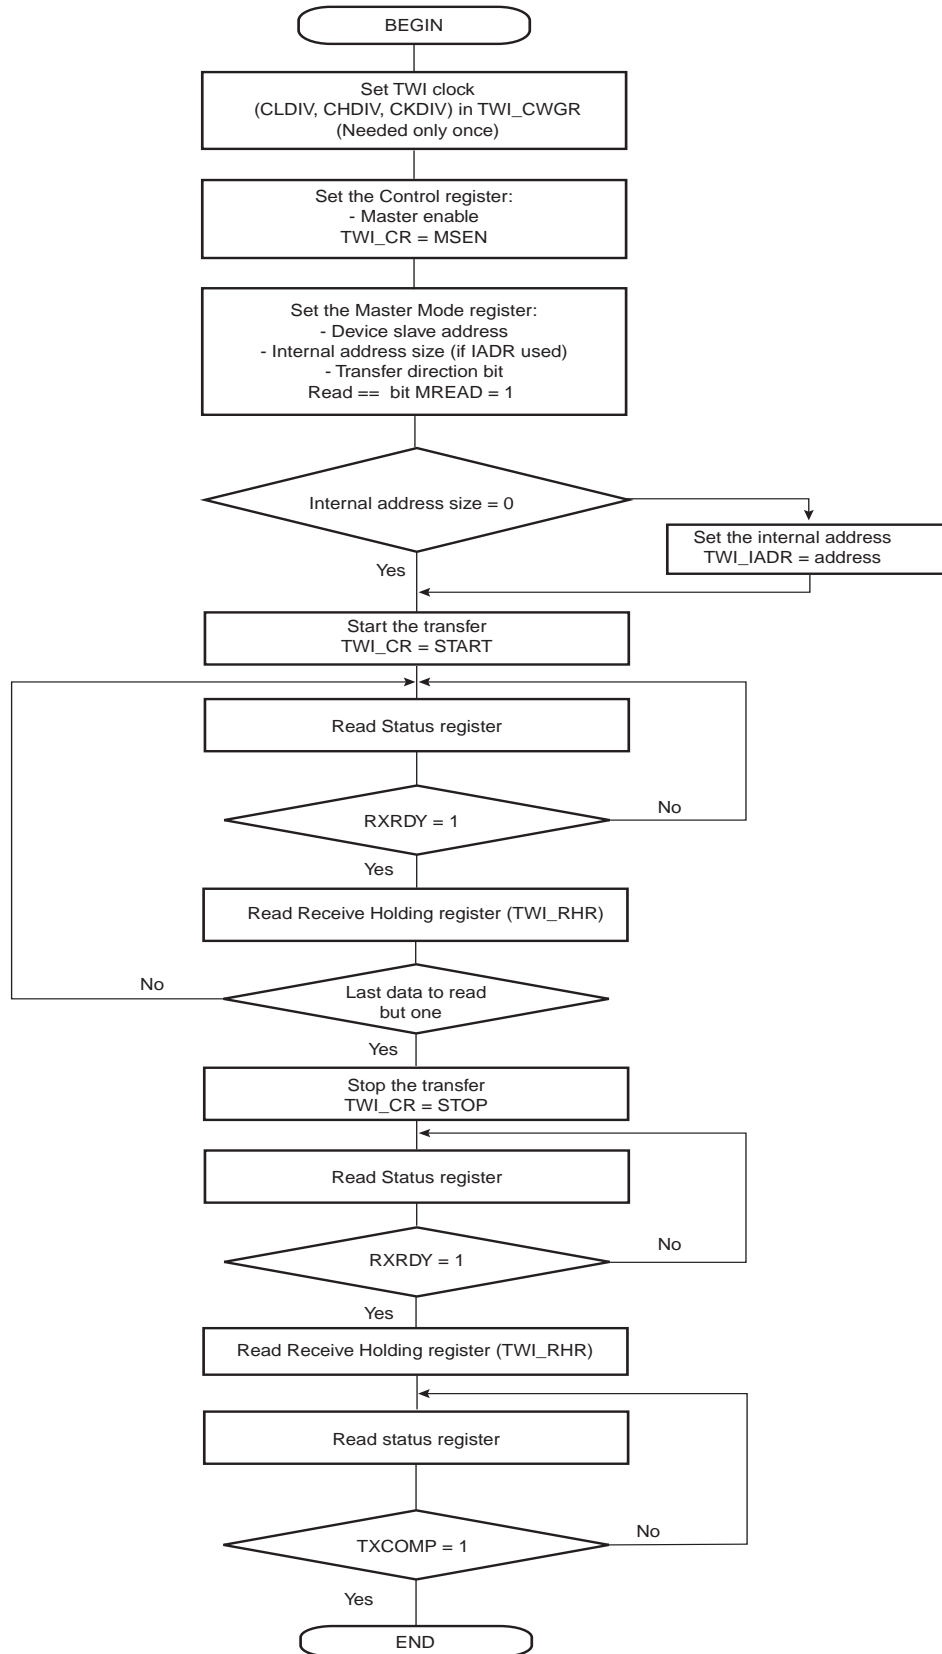 BEGIN
Set TWI clock
(CLDIV, CHDIV, CKDIV) in TWI_CWGR
(Needed only once)
Set the Control register:
- Master enable
TWI_CR = MSEN
Set the Master Mode register:
- Device slave address
- Internal address size (if IADR used)
- Transfer direction bit
Read ==  bit MREAD = 1
Internal address size = 0
Set the internal address
TWI_IADR = address
Yes
Start the transfer
TWI_CR = START
Read Status register
RXRDY = 1
No
Yes
Read Receive Holding register (TWI_RHR)
No
Last data to read
but one
Yes
Stop the transfer
TWI_CR = STOP
Read Status register
RXRDY = 1
No
Yes
Read Receive Holding register (TWI_RHR)
Read status register
TXCOMP = 1
No
Yes
END